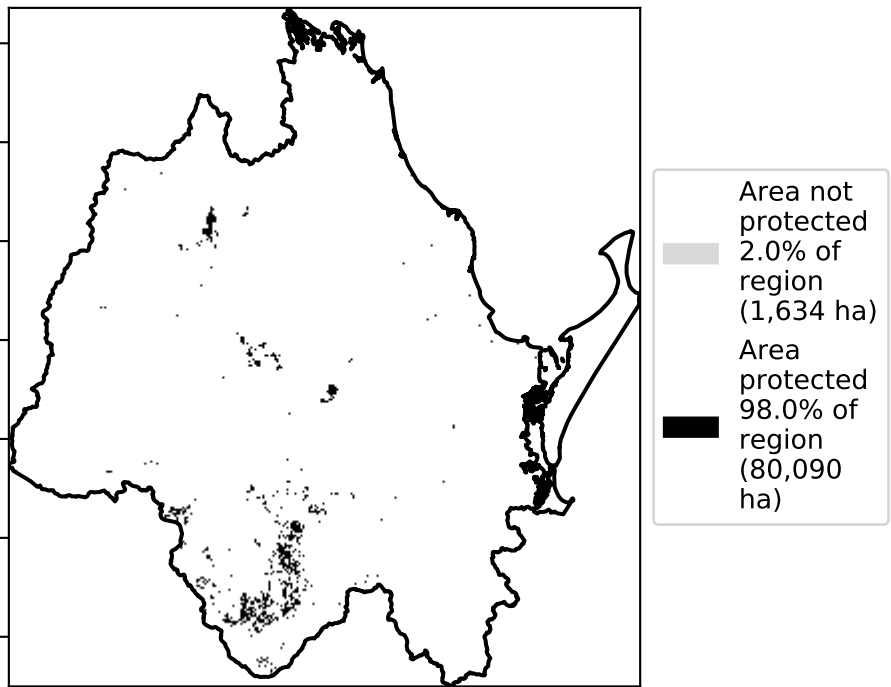 Area not
protected
2.0% of
region
(1,634 ha)
Area
protected
98.0% of
region
(80,090
ha)